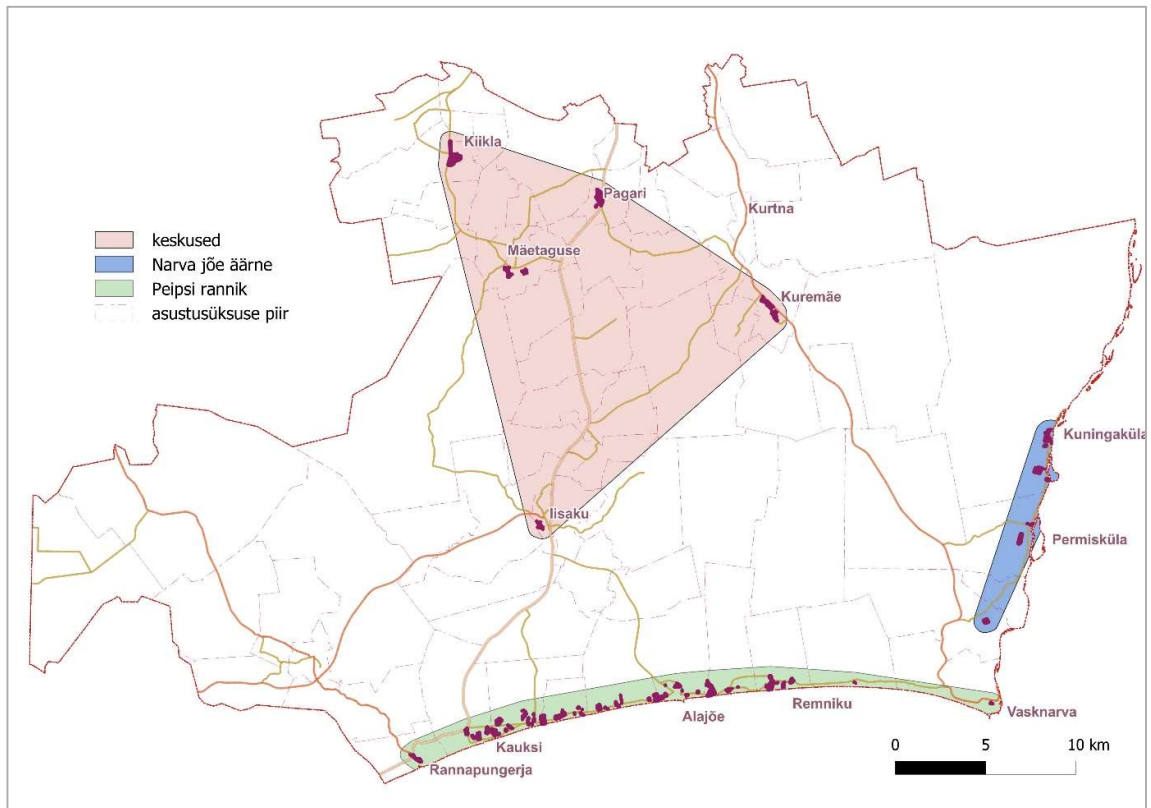 Kiikla
Pagari
Kurtna
keskused
Mäetaguse
Narva jõe äärne
Peipsi rannik
Kuremäe
asustusüksuse piir
Kuningaküla
Iisaku
Permisküla
Alajõe
Remniku
Vasknarva
Kauksi
Rannapungerja
0 5 10 km